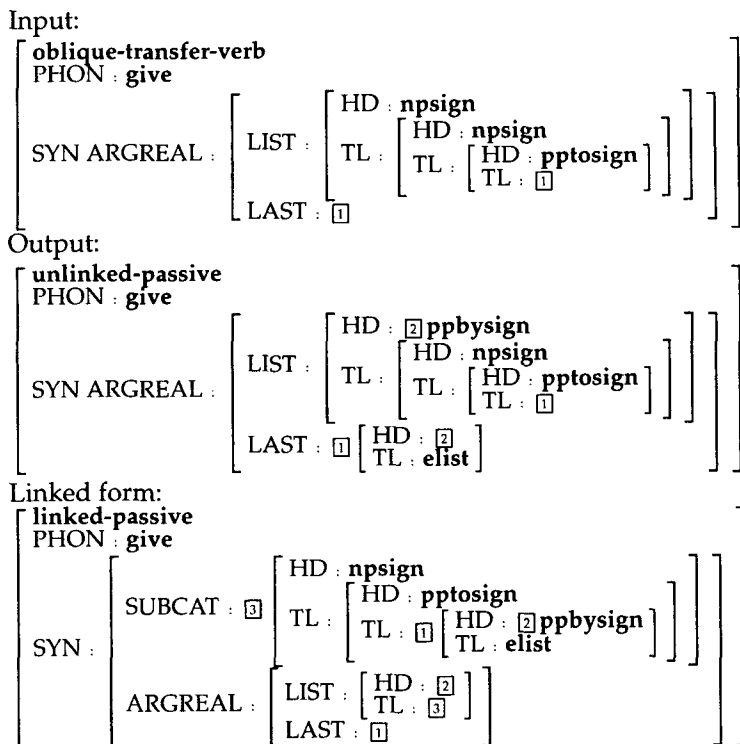 Input:
oblique-transfer-verb
PHON : give
HD : npsign
SYN ARGREAL : LIST : TL : HD : npsign
TL : HD : pptosign
TL : 1
LAST : 1
Output:
unlinked-passive
PHON : give
HD : 2 ppbysign
SYN ARGREAL : LIST : TL : HD : npsign
TL : HD : pptosign
TL : 1
LAST : 1 HD : 2
TL : elist
Linked form:
linked-passive
PHON : give
HD : npsign
SYN : SUBCAT : 3 TL : HD : pptosign
TL : 1 HD : 2 ppbysign
TL : elist
ARGREAL : LIST : HD : 2
TL : 3
LAST : 1